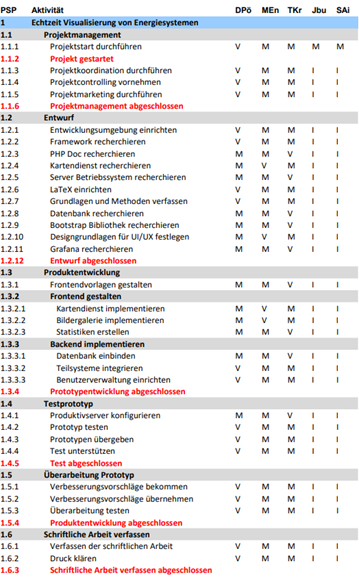 PSP Aktivität DPö MEn TKr Jbu SAi
1 Echtzeit Visualisierung von Energiesystemen
1.1 Projektmanagement
1.1.1 Projektstart durchführen V M M M M
1.1.2 Projekt gestartet
1.1.3 Projektkoordination durchführen V M M I I
1.1.4 Projektcontrolling vornehmen V M M I I
1.1.5 Projektmarketing durchführen V M M I I
1.1.6 Projektmanagement abgeschlossen
1.2 Entwurf
1.2.1 Entwicklungsumgebung einrichten V M M I I
1.2.2 Framework recherchieren V M M I I
1.2.3 PHP Doc recherchieren M M V I I
1.2.4 Kartendienst recherchieren M V M I I
1.2.5 Server Betriebssystem recherchieren M M V I I
1.2.6 LaTeX einrichten V M M I I
1.2.7 Grundlagen und Methoden verfassen V M M I I
1.2.8 Datenbank recherchieren M M V I I
1.2.9 Bootstrap Bibliothek recherchieren M M V I I
1.2.10 Designgrundlagen für UI/UX festlegen M V M I I
1.2.11 Grafana recherchieren M M V I I
1.2.12 Entwurf abgeschlossen
1.3 Produktentwicklung
1.3.1 Frontendvorlagen gestalten M M V I I
1.3.2 Frontend gestalten
1.3.2.1 Kartendienst implementieren M V M I I
1.3.2.2 Bildergalerie implementieren M V M I I
1.3.2.3 Statistiken erstellen M M V I I
1.3.3 Backend implementieren
1.3.3.1 Datenbank einbinden M M V I I
1.3.3.2 Teilsysteme integrieren V M M I I
1.3.3.3 Benutzerverwaltung einrichten V M M I I
1.3.4 Prototypentwicklung abgeschlossen
1.4 Testprototyp
1.4.1 Produktivserver konfigurieren M M V I I
1.4.2 Prototyp testen V M M I I
1.4.3 Prototypen übergeben V M M I I
1.4.4 Test unterstützen V M M I I
1.4.5 Test abgeschlossen
1.5 Überarbeitung Prototyp
1.5.1 Verbesserungsvorschläge bekommen V M M I I
1.5.2 Verbesserungsvorschläge übernehmen V M M I I
1.5.3 Überarbeitung testen V M M I I
1.5.4 Produktentwicklung abgeschlossen
1.6 Schriftliche Arbeit verfassen
1.6.1 Verfassen der schriftlichen Arbeit V M M I I
1.6.2 Druck klären V M M I I
1.6.3 Schriftliche Arbeit verfassen abgeschlossen